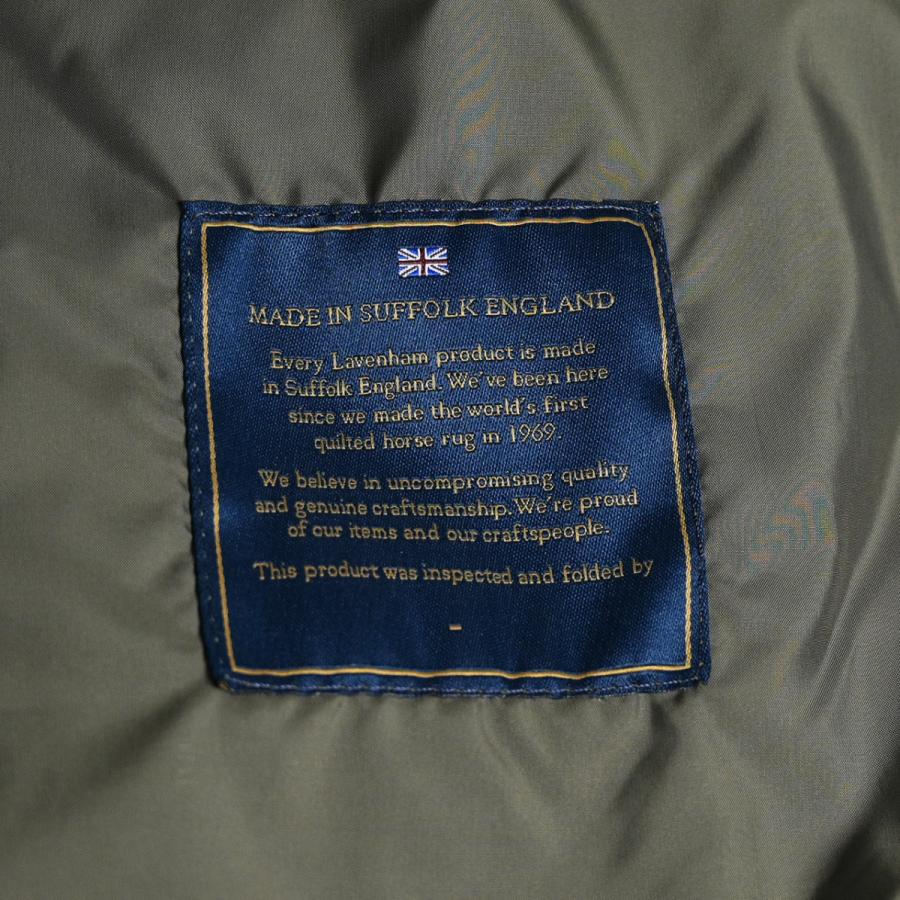 MADE IN SUFFOLK ENGLAND
Every Lavenham product is made
in Suffolk England. We've been here
since we made the world's first
quilted horse rug in 1969.
We believe in uncompromising quality
and genuine craftsmanship. We're proud
of our items and our craftspeople.
This product was inspected and folded by
-